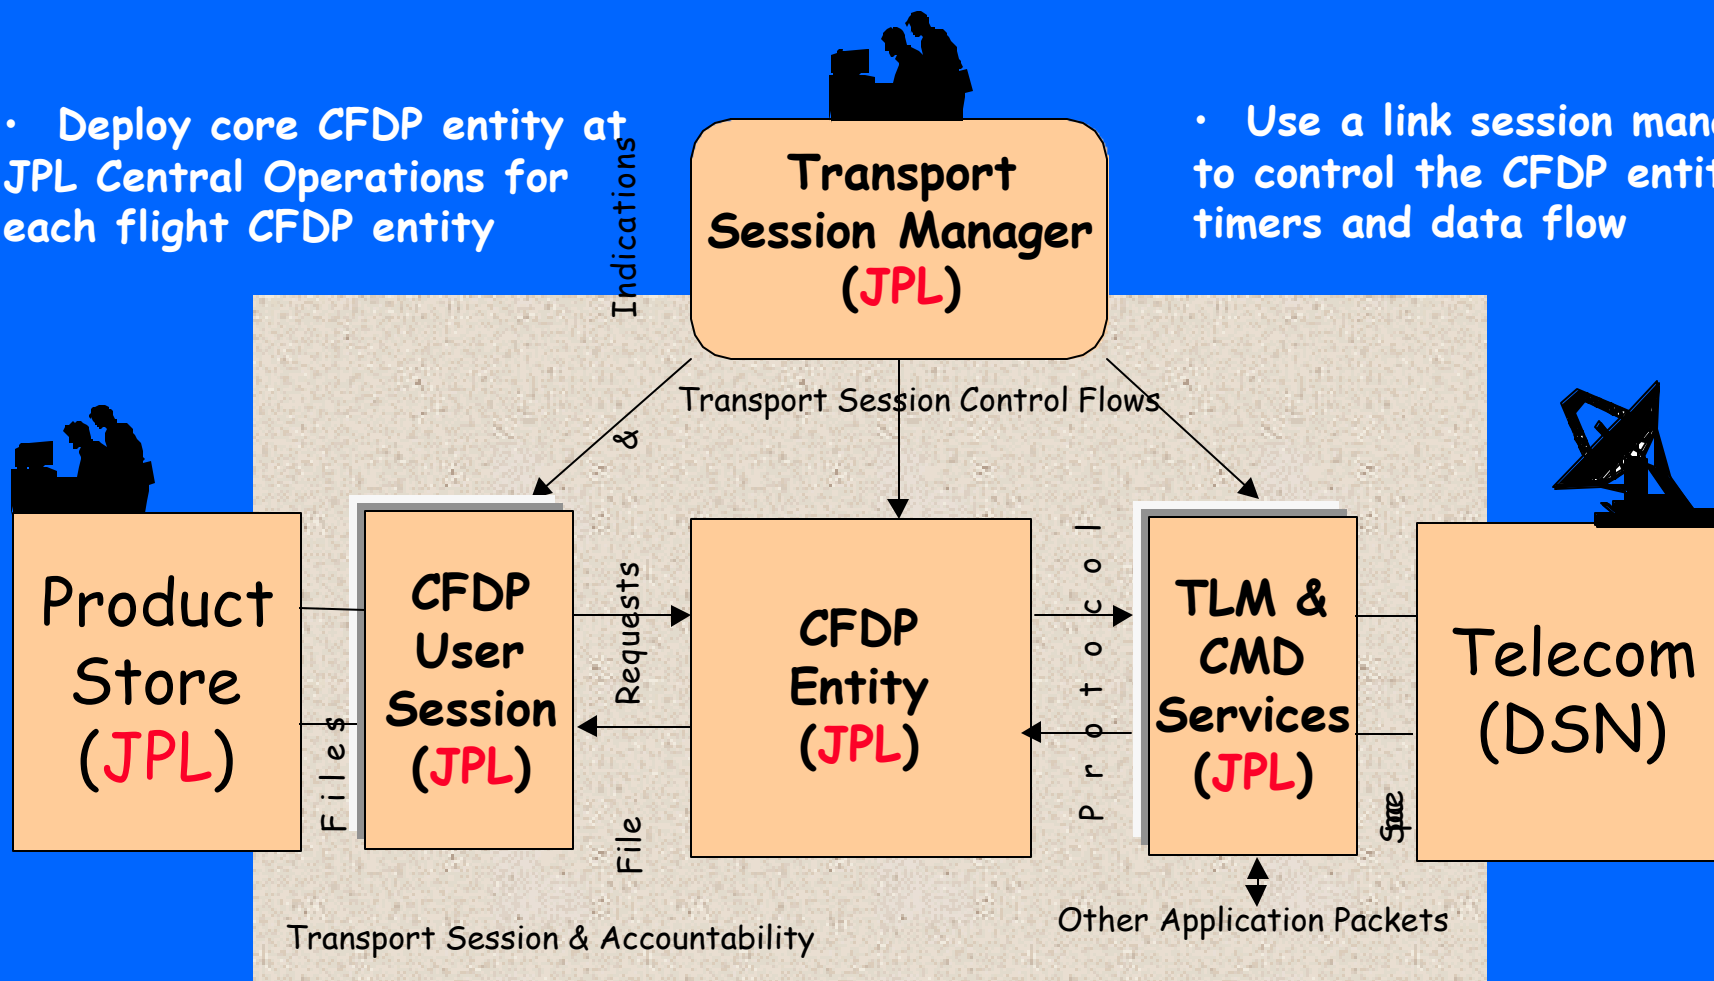 • Deploy core CFDP entity at
JPL Central Operations for
each flight CFDP entity
• Use a link session
to control the CFDP
timers and data flow
Transport
Session Manager
(JPL)
Transport Session Control Flows
Product
Store
(JPL)
Files
CFDP
User
Session
(JPL)
File Requests & Indications
CFDP
Entity
(JPL)
Protocol
TLM &
CMD
Services
(JPL)
Telecom
(DSN)
Other Application Packets
Transport Session & Accountability